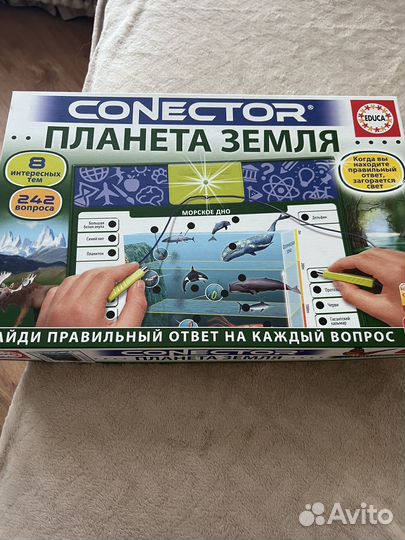 CONECTOR®
ПЛАНЕТА ЗЕМЛЯ
EDUCA
8
интересных
тем
242
вопроса
Когда вы
находите
правильный
ответ,
загорается
свет
МОРСКОЕ ДНО
Большая
белая акула
Синий кит
Планктон
Дельфин
Черви
Гигантский
кальмар
АЙДИ ПРАВИЛЬНЫЙ ОТВЕТ НА КАЖДЫЙ ВОПРОС
CONECTOR
ПЛАНЕТА ЗЕМЛЯ
Avito